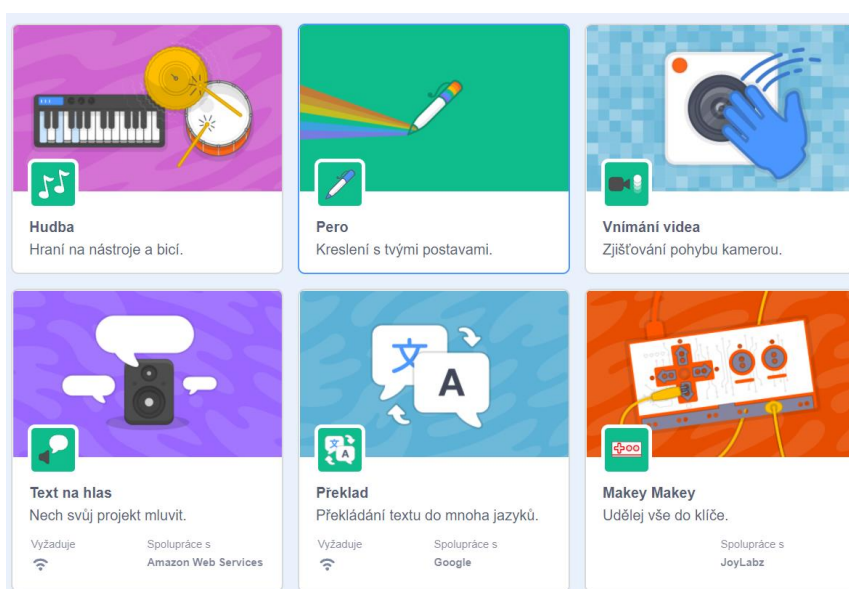 Hudba
Hraní na nástroje a bicí.
Pero
Kreslení s tvými postavami.
Vnímání videa
Zjišťování pohybu kamerou.
文
A
文
A
Text na hlas
Nech svůj projekt mluvit.
Vyžaduje
Spolupráce s
Amazon Web Services
Překlad
Překládání textu do mnoha jazyků.
Vyžaduje
Spolupráce s
Google
Makey Makey
Udělej vše do klíče.
Spolupráce s
JoyLabz